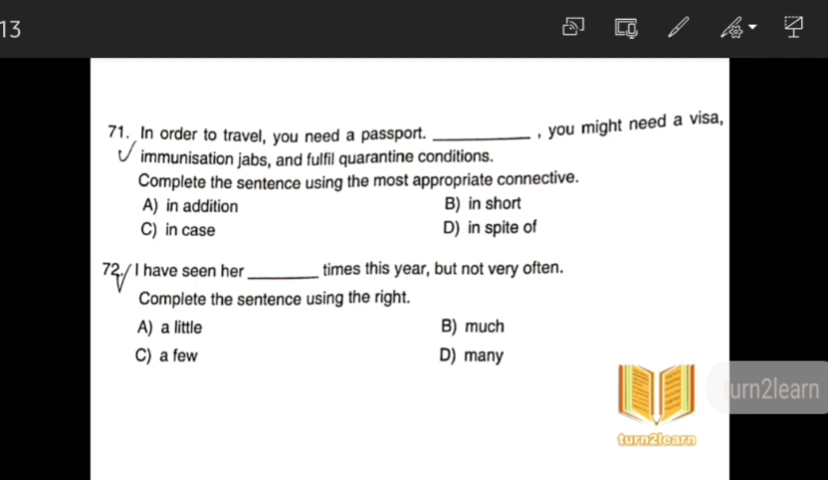 13
71. In order to travel, you need a passport. __________ , you might need a visa,
immunisation jabs, and fulfil quarantine conditions.
Complete the sentence using the most appropriate connective.
A) in addition B) in short
C) in case D) in spite of
72. I have seen her ________ times this year, but not very often.
Complete the sentence using the right.
A) a little B) much
C) a few D) many
turn2learn
urn2learn